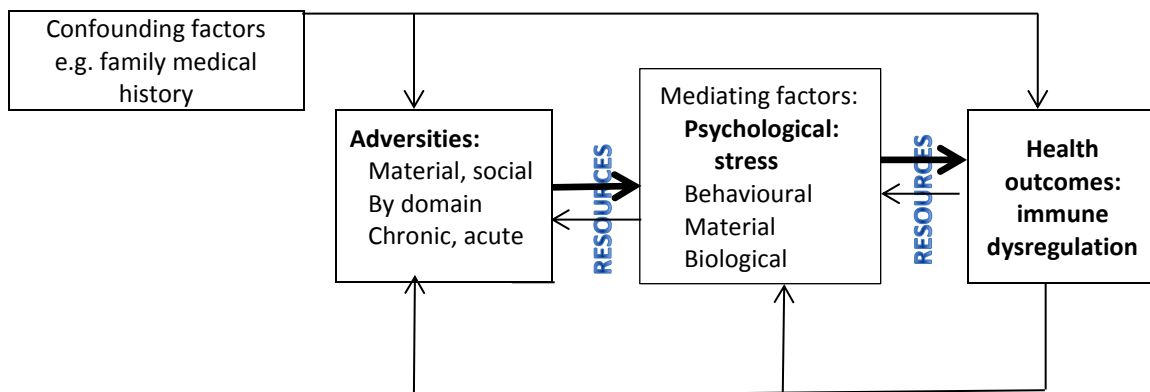 Confounding factors
e.g. family medical
history
Adversities:
Material, social
By domain
Chronic, acute
RESOURCES
Mediating factors:
Psychological:
stress
Behavioural
Material
Biological
RESOURCES
Health
outcomes:
immune
dysregulation